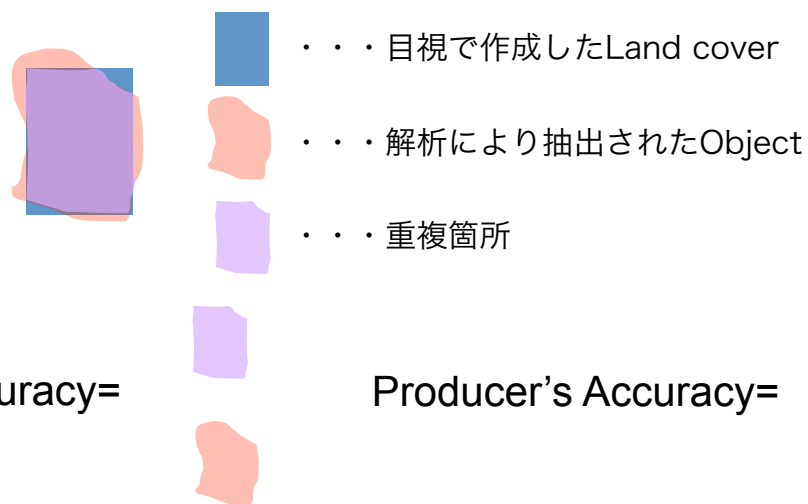 ・・・目視で作成したLand cover
・・・解析により抽出されたObject
・・・重複箇所
uracy=
Producer’s Accuracy=